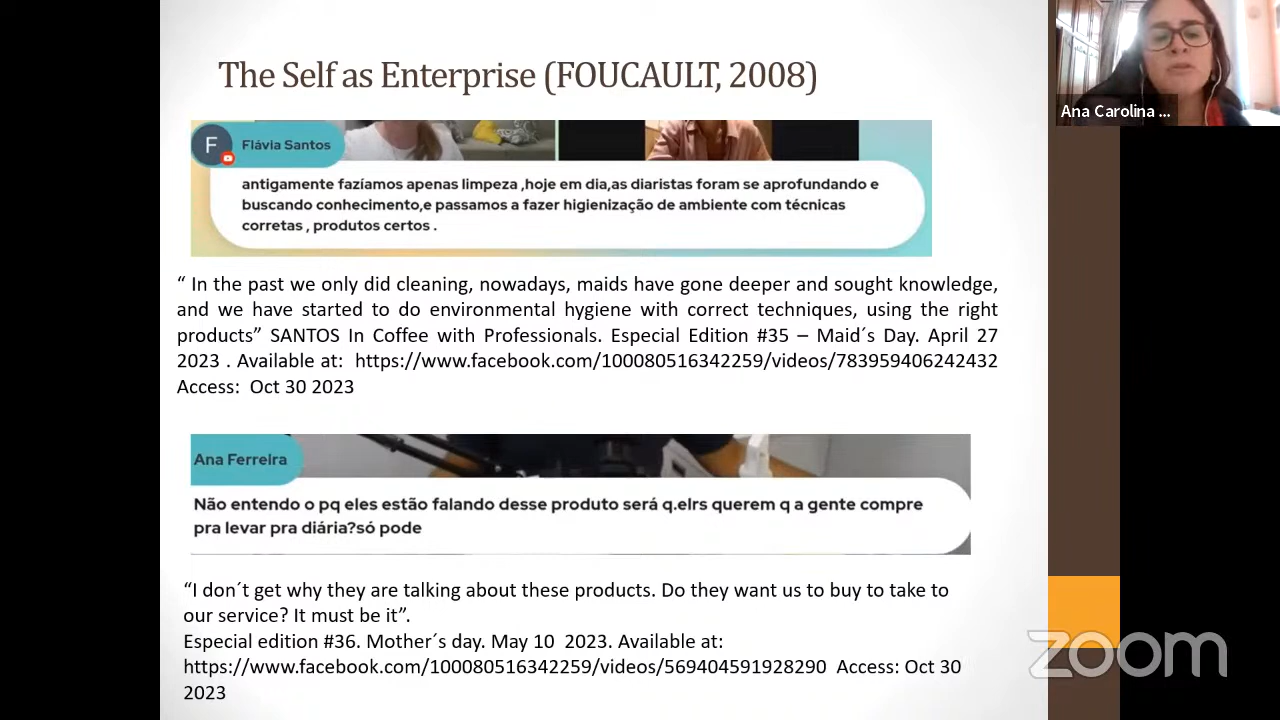 The Self as Enterprise (FOUCAULT, 2008)
Ana Carolina ...
F
Flávia Santos
antigamente fazíamos apenas limpeza ,hoje em dia,as diaristas foram se aprofundando e
buscando conhecimento,e passamos a fazer higienização de ambiente com técnicas
corretas , produtos certos .
“ In the past we only did cleaning, nowadays, maids have gone deeper and sought knowledge,
and we have started to do environmental hygiene with correct techniques, using the right
products” SANTOS In Coffee with Professionals. Especial Edition #35 – Maid´s Day. April 27
2023 . Available at: https://www.facebook.com/100080516342259/videos/783959406242432
Access: Oct 30 2023
Ana Ferreira
Não entendo o pq eles estão falando desse produto será q.elrs querem q a gente compre
pra levar pra diária?só pode
“I don´t get why they are talking about these products. Do they want us to buy to take to
our service? It must be it”.
Especial edition #36. Mother´s day. May 10 2023. Available at:
https://www.facebook.com/100080516342259/videos/569404591928290 Access: Oct 30
2023
zoom